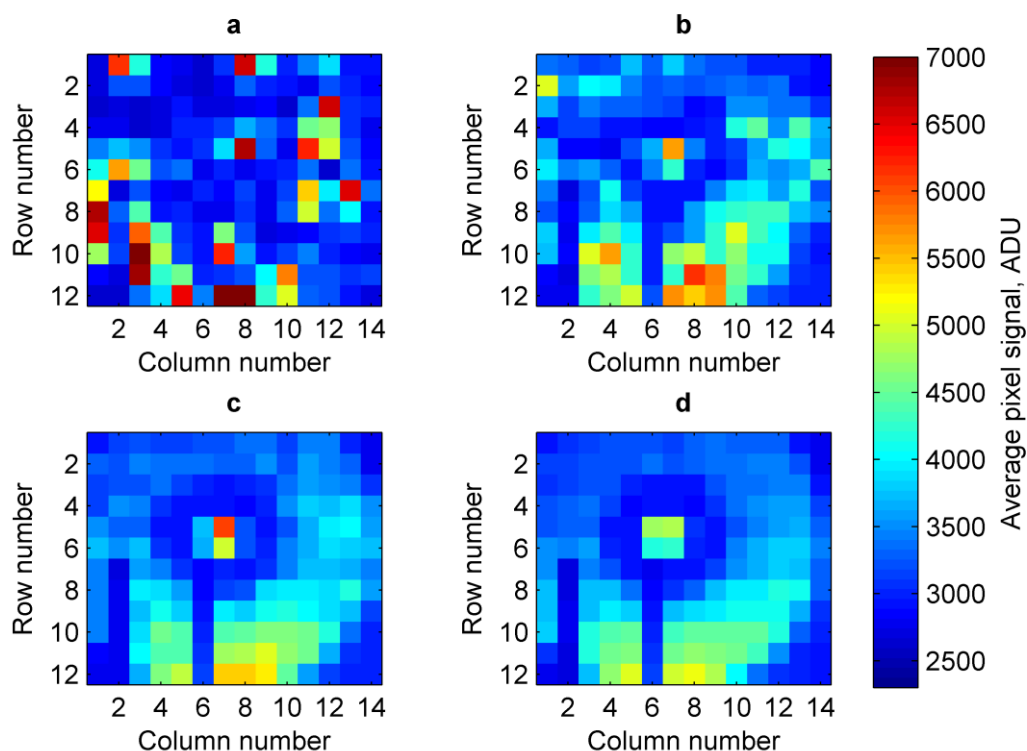 a
b
2
4
6
8
10
12
Row number
2 4 6 8 10 12 14
Column number
2
4
6
8
10
12
Row number
2 4 6 8 10 12 14
Column number
c
d
2
4
6
8
10
12
Row number
2 4 6 8 10 12 14
Column number
2
4
6
8
10
12
Row number
2 4 6 8 10 12 14
Column number
7000
6500
6000
5500
5000
4500
4000
3500
3000
2500
Average pixel signal, ADU